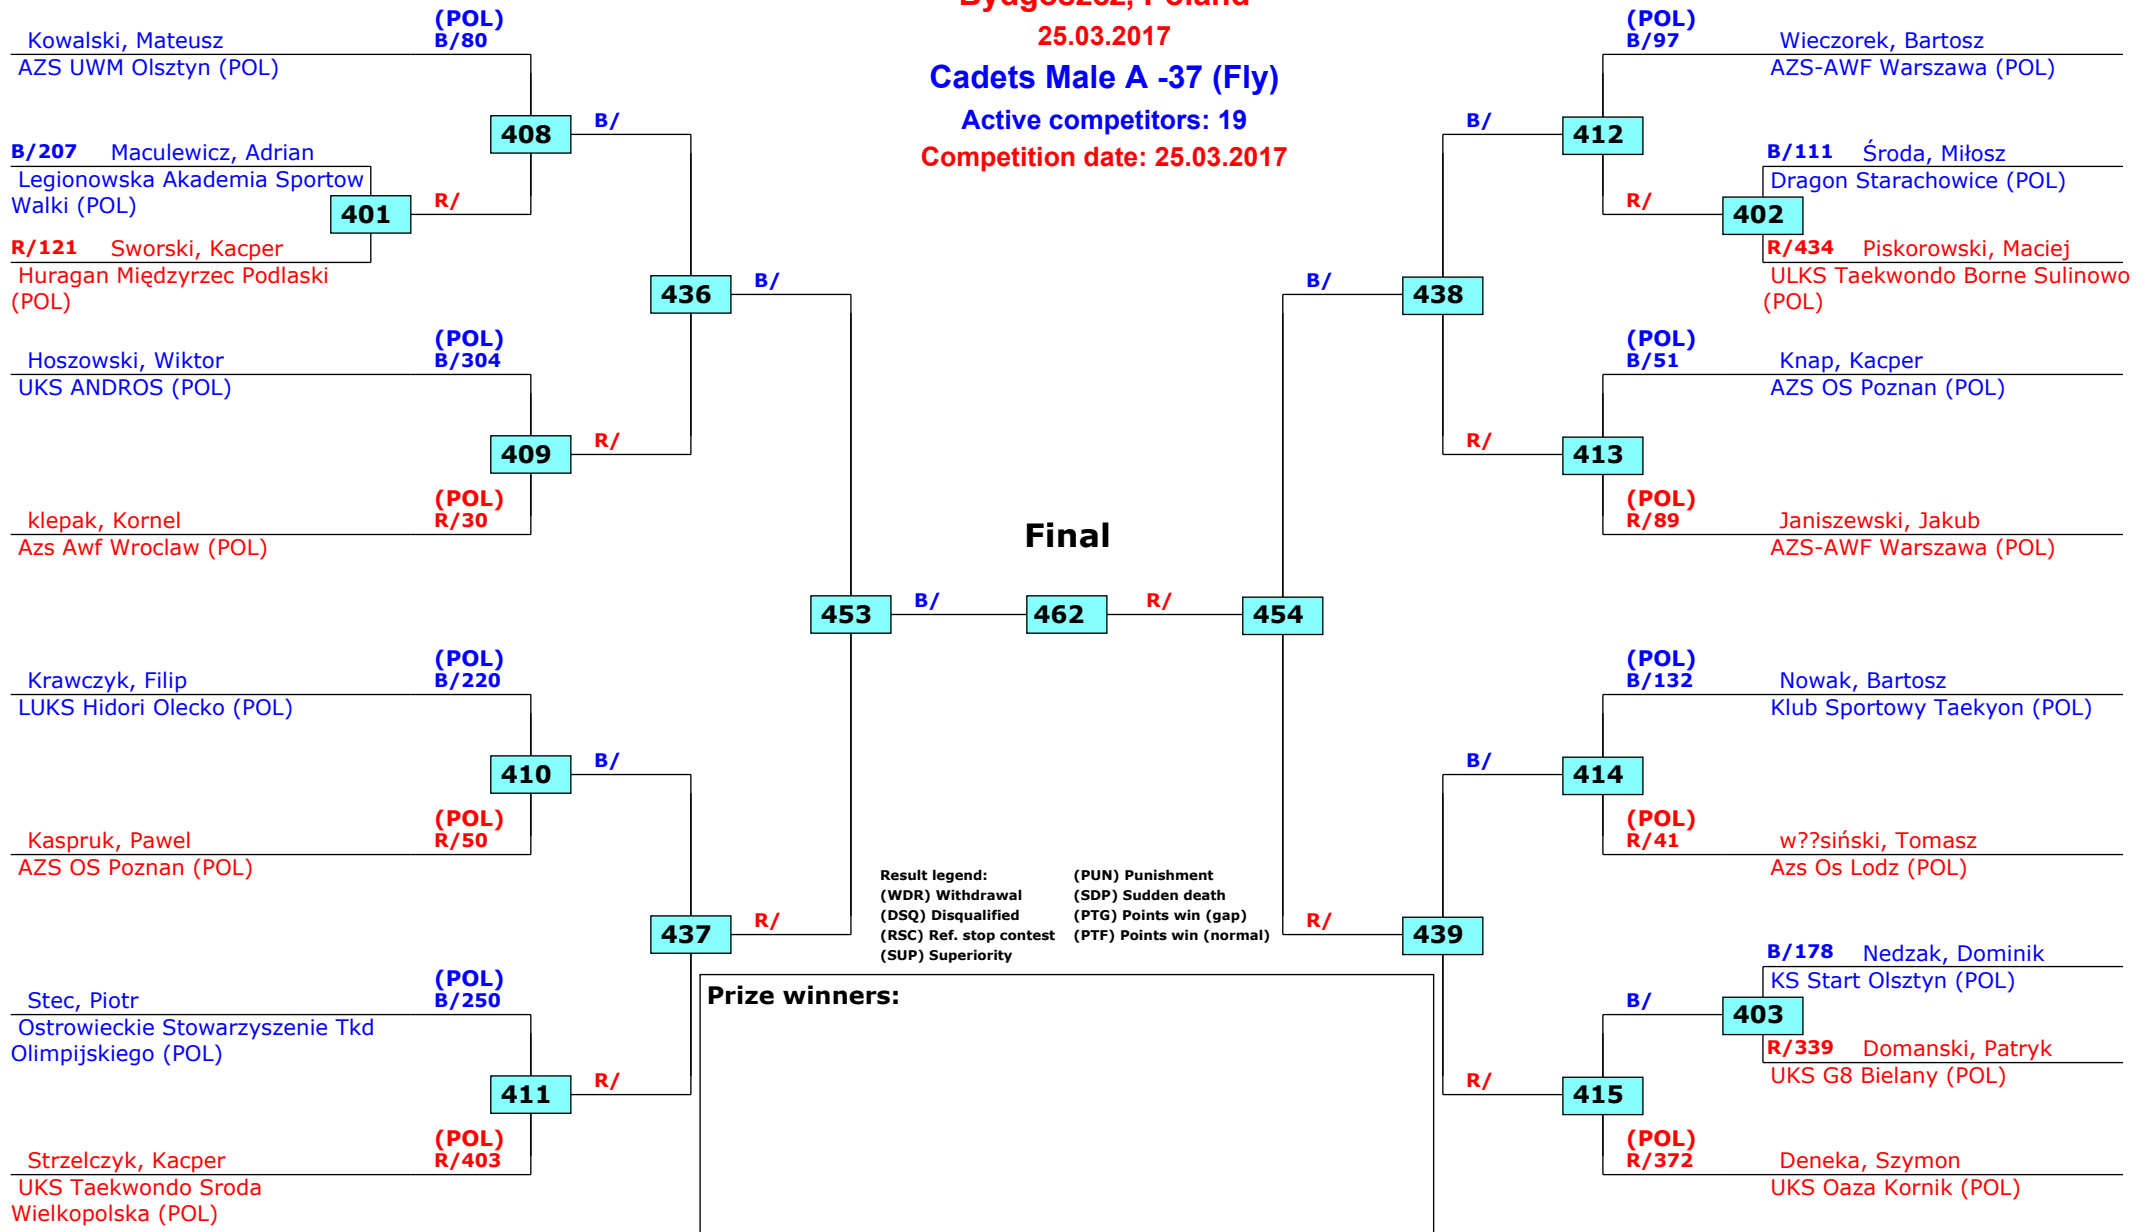 Bydgoszcz, Poland
25.03.2017
Cadets Male A -37 (Fly)
Active competitors: 19
Competition date: 25.03.2017
(POL)
Kowalski, Mateusz B/80
AZS UWM Olsztyn (POL)
408
B/
B/207 Maculewicz, Adrian
Legionowska Akademia Sportow
Walki (POL)
401
R/
R/121 Sworski, Kacper
Huragan Międzyrzec Podlaski
(POL)
436
B/
(POL)
Hoszowski, Wiktor B/304
UKS ANDROS (POL)
409
R/
(POL)
klepak, Kornel R/30
Azs Awf Wroclaw (POL)
453
B/
(POL)
Krawczyk, Filip B/220
LUKS Hidori Olecko (POL)
410
B/
(POL)
Kaspruk, Pawel R/50
AZS OS Poznan (POL)
437
R/
(POL)
Stec, Piotr B/250
Ostrowieckie Stowarzyszenie Tkd
Olimpijskiego (POL)
411
R/
(POL)
Strzelczyk, Kacper R/403
UKS Taekwondo Sroda
Wielkopolska (POL)
Final
462
R/
454
(POL)
B/97 Wieczorek, Bartosz
AZS-AWF Warszawa (POL)
B/
412
B/111 Środa, Miłosz
Dragon Starachowice (POL)
R/
402
R/434 Piskorowski, Maciej
ULKS Taekwondo Borne Sulinowo
(POL)
B/
438
(POL)
B/51 Knap, Kacper
AZS OS Poznan (POL)
R/
413
(POL)
R/89 Janiszewski, Jakub
AZS-AWF Warszawa (POL)
(POL)
B/132 Nowak, Bartosz
Klub Sportowy Taekyon (POL)
B/
414
(POL)
R/41 w??siński, Tomasz
Azs Os Lodz (POL)
R/
439
B/178 Nedzak, Dominik
KS Start Olsztyn (POL)
B/
403
R/339 Domanski, Patryk
UKS G8 Bielany (POL)
R/
415
(POL)
R/372 Deneka, Szymon
UKS Oaza Kornik (POL)
Result legend: (PUN) Punishment
(WDR) Withdrawal (SDP) Sudden death
(DSQ) Disqualified (PTG) Points win (gap)
(RSC) Ref. stop contest (PTF) Points win (normal)
(SUP) Superiority
Prize winners: